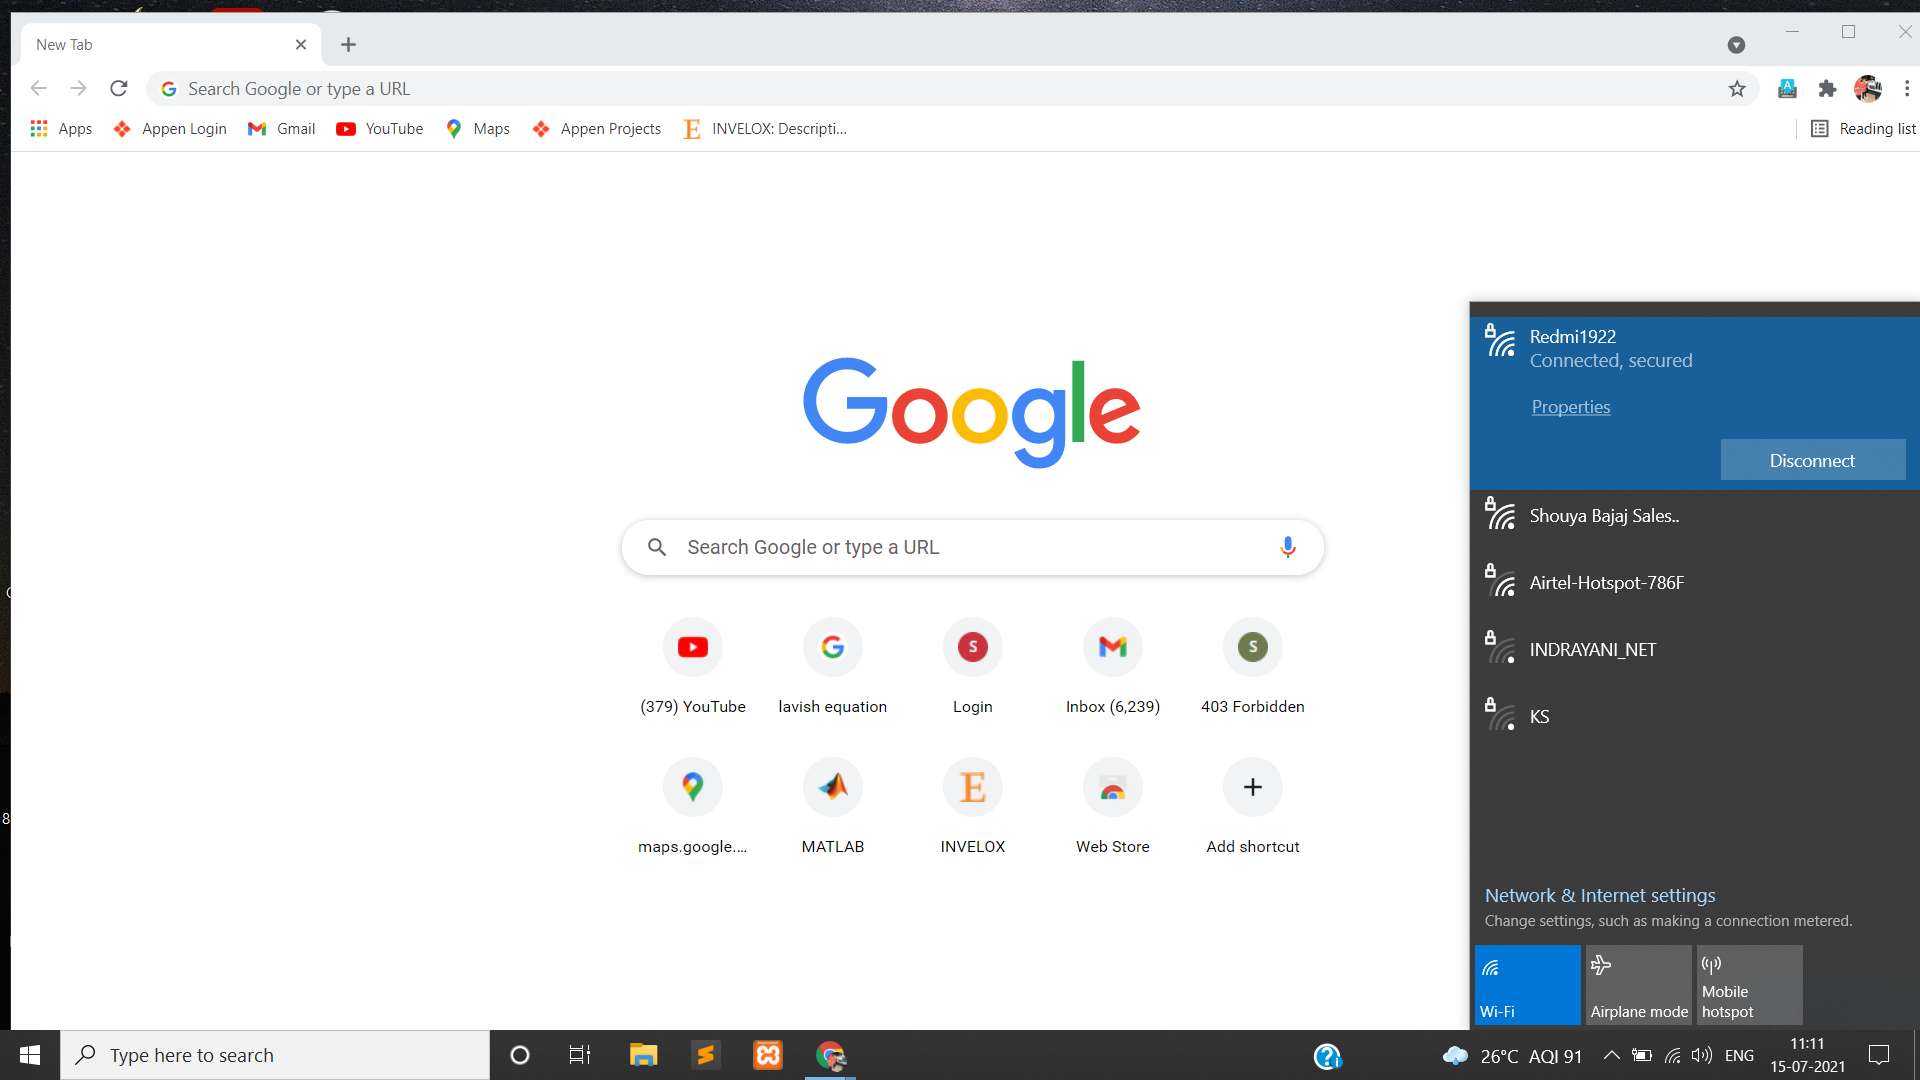 New Tab
Search Google or type a URL
Apps
Appen Login
Gmail
YouTube
Maps
Appen Projects
INVELOX: Descripti...
Reading list
Google
Search Google or type a URL
(379) YouTube
lavish equation
Login
Inbox (6,239)
403 Forbidden
maps.google....
MATLAB
INVELOX
Web Store
Add shortcut
Redmi1922
Connected, secured
Properties
Disconnect
Shouya Bajaj Sales..
Airtel-Hotspot-786F
INDRAYANI_NET
KS
Network & Internet settings
Change settings, such as making a connection metered.
Wi-Fi
Airplane mode
Mobile
hotspot
Type here to search
26°C AQI 91
ENG
11:11
15-07-2021